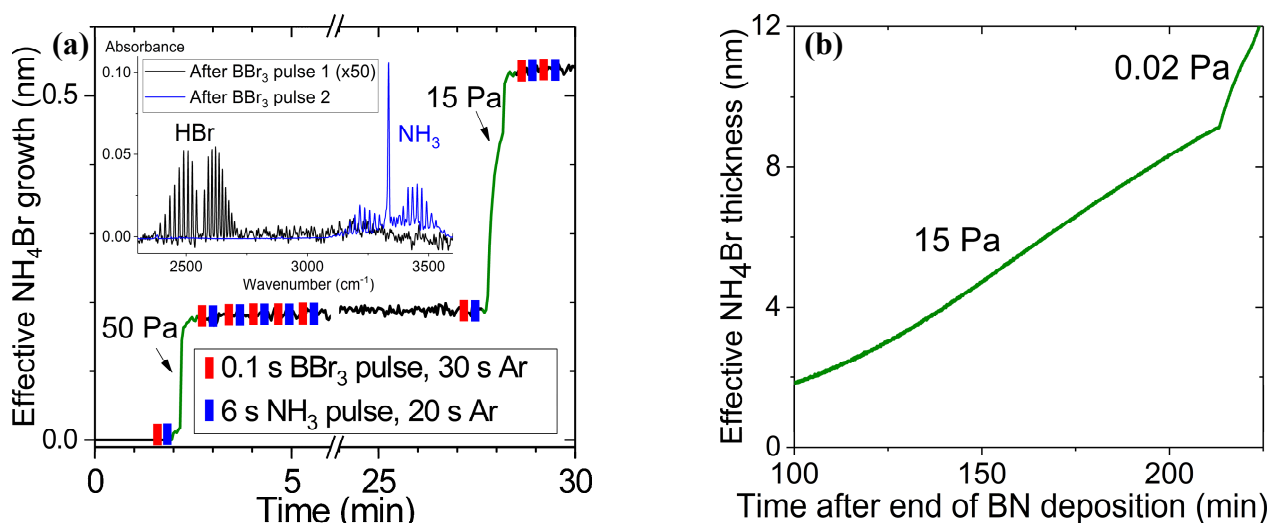 (a)
Absorbance
After BBr3 pulse 1 (x50)
After BBr3 pulse 2
0.10
0.05
0.00
HBr
NH3
2500 3000 3500
Wavenumber (cm-1)
50 Pa
15 Pa
0.1 s BBr3 pulse, 30 s Ar
6 s NH3 pulse, 20 s Ar
Effective NH4Br growth (nm)
0.5
0.0
0 5 25 30
Time (min)
(b)
0.02 Pa
15 Pa
Effective NH4Br thickness (nm)
12
8
4
0
100 150 200
Time after end of BN deposition (min)